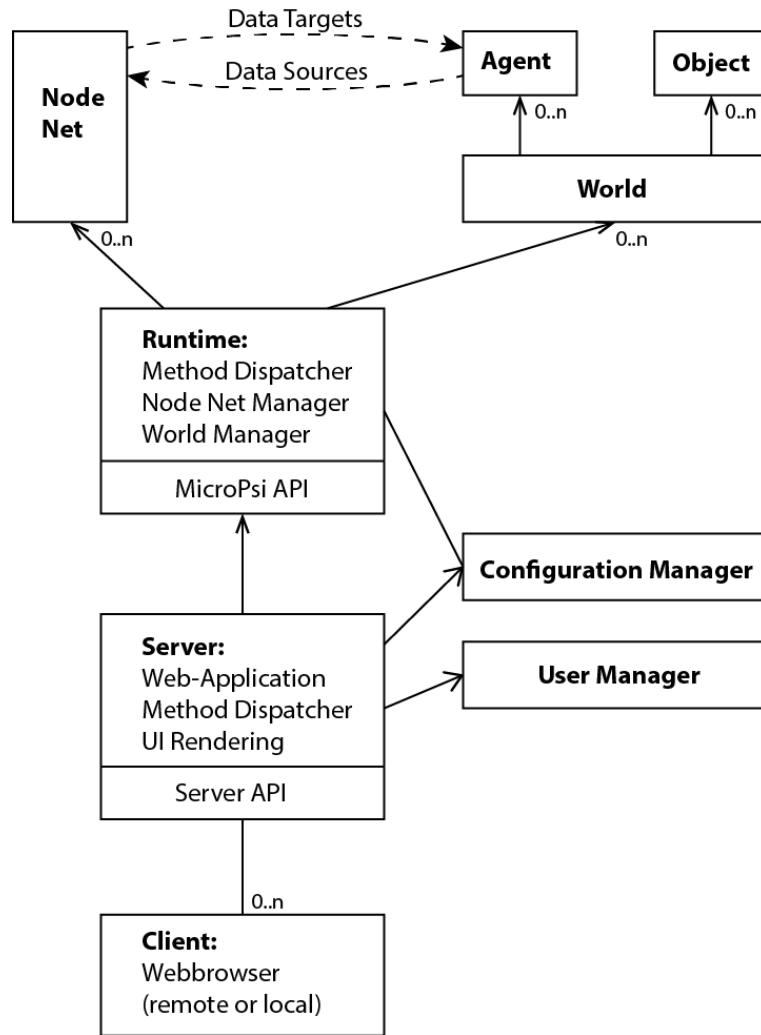 Data Targets
Data Sources
Node
Net
Agent
Object
0..n
0..n
World
0..n
0..n
Runtime:
Method Dispatcher
Node Net Manager
World Manager
MicroPsi API
Configuration Manager
Server:
Web-Application
Method Dispatcher
UI Rendering
User Manager
Server API
0..n
Client:
Webbrowser
(remote or local)